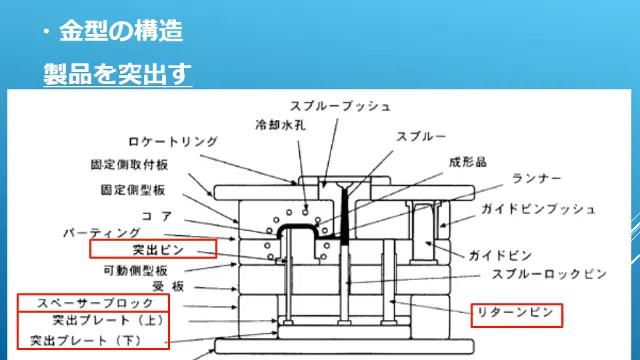 ・金型の構造
製品を突出す
スプルーブッシュ
冷却水孔
スプルー
ロケートリング
成形品
固定側取付板
ランナー
固定側型板
ガイドピンブッシュ
コア
パーティング
突出ピン
ガイドピン
可動側型板
スプルーロックピン
受板
スペーサーブロック
リターンピン
突出プレート(上)
突出プレート(下)